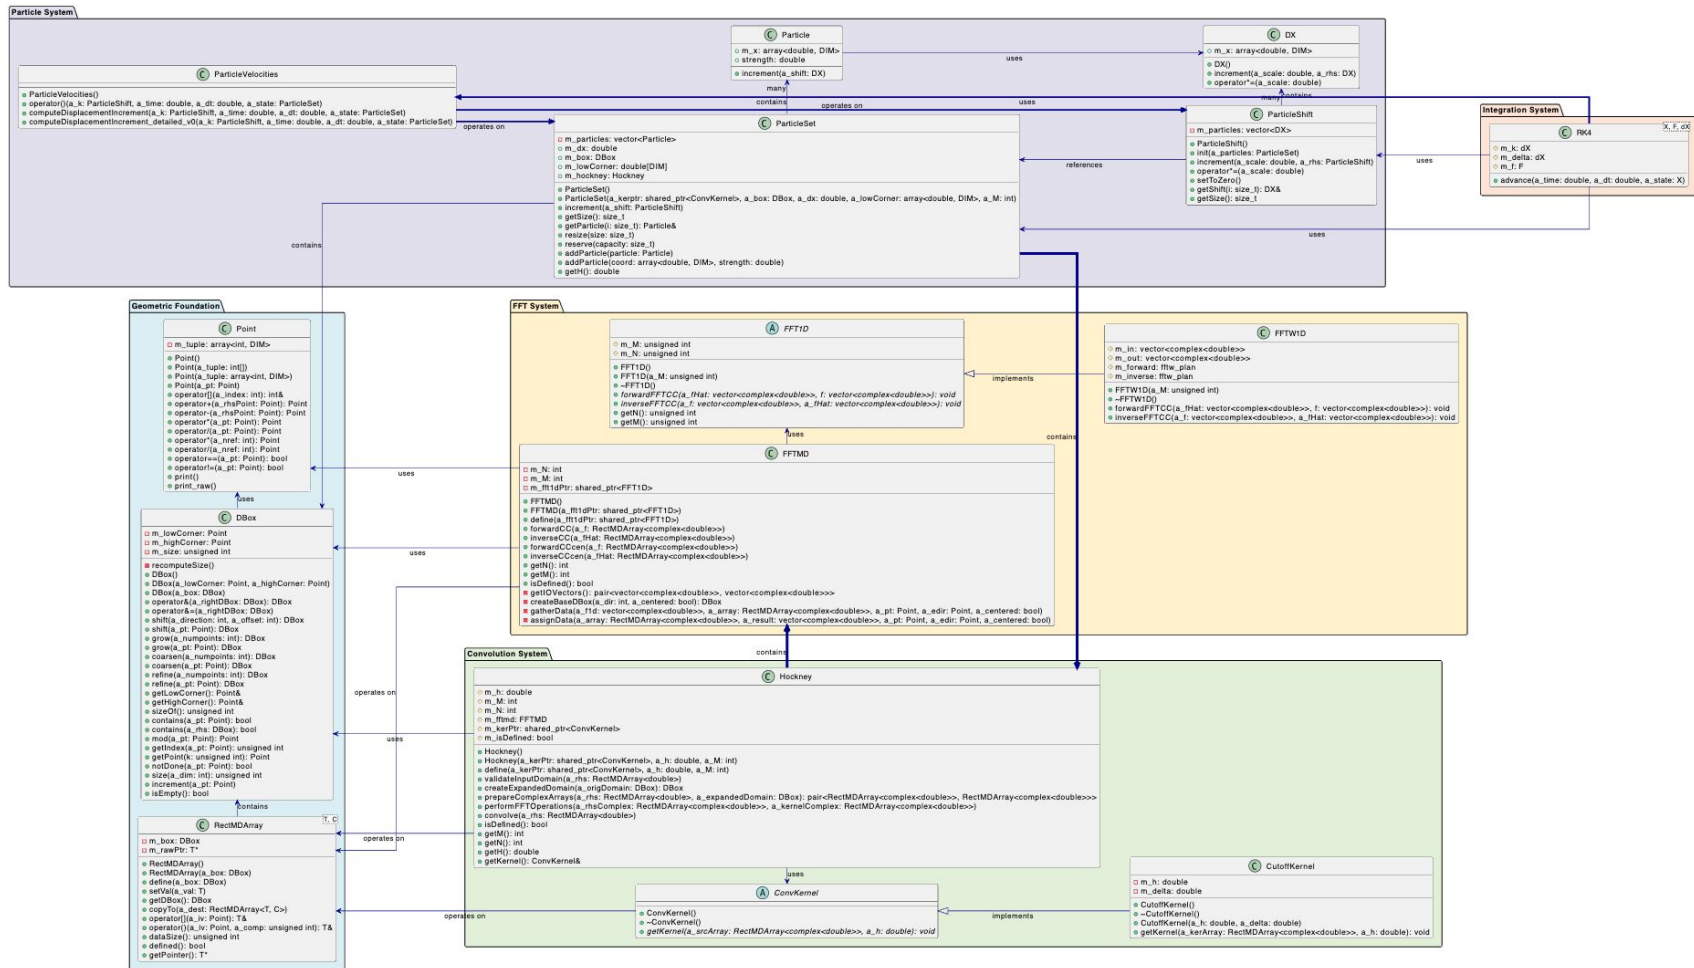 Particle System
C Particle
m_x: array<double, DIM>
strength: double
increment(a_shift: DX)
C DX
m_x: array<double, DIM>
DX()
increment(a_scale: double, a_rhs: DX)
operator*=(a_scale: double)
uses
C ParticleVelocities
ParticleVelocities()
operator()(a_k: ParticleShift, a_time: double, a_dt: double, a_state: ParticleSet)
computeDisplacementIncrement(a_k: ParticleShift, a_time: double, a_dt: double, a_state: ParticleSet)
computeDisplacementIncrement_detailed_v0(a_k: ParticleShift, a_time: double, a_dt: double, a_state: ParticleSet)
many
contains
operates on
uses
many
contains
operates on
C ParticleSet
m_particles: vector<Particle>
m_dx: double
m_box: DBox
m_lowCorner: double[DIM]
m_hockney: Hockney
ParticleSet()
ParticleSet(a_kerptr: shared_ptr<ConvKernel>, a_box: DBox, a_dx: double, a_lowCorner: array<double, DIM>, a_M: int)
increment(a_shift: ParticleShift)
getSize(): size_t
getParticle(i: size_t): Particle&
resize(size: size_t)
reserve(capacity: size_t)
addParticle(particle: Particle)
addParticle(coord: array<double, DIM>, strength: double)
getH(): double
C ParticleShift
m_particles: vector<DX>
ParticleShift()
init(a_particles: ParticleSet)
increment(a_scale: double, a_rhs: ParticleShift)
operator*=(a_scale: double)
setToZero()
getShift(i: size_t): DX&
getSize(): size_t
references
Integration System
C RK4
X, F, dX
m_k: dX
m_delta: dX
m_f: F
advance(a_time: double, a_dt: double, a_state: X)
uses
uses
contains
Geometric Foundation
C Point
m_tuple: array<int, DIM>
Point()
Point(a_tuple: int[])
Point(a_tuple: array<int, DIM>)
Point(a_pt: Point)
operator[](a_index: int): int&
operator+(a_rhsPoint: Point): Point
operator-(a_rhsPoint: Point): Point
operator*(a_pt: Point): Point
operator/(a_pt: Point): Point
operator*(a_nref: int): Point
operator/(a_nref: int): Point
operator==(a_pt: Point): bool
operator!=(a_pt: Point): bool
print()
print_raw()
uses
C DBox
m_lowCorner: Point
m_highCorner: Point
m_size: unsigned int
recomputeSize()
DBox()
DBox(a_lowCorner: Point, a_highCorner: Point)
DBox(a_box: DBox)
operator&(a_rightDBox: DBox): DBox
operator&=(a_rightDBox: DBox)
shift(a_direction: int, a_offset: int): DBox
shift(a_pt: Point): DBox
grow(a_numpoints: int): DBox
grow(a_pt: Point): DBox
coarsen(a_numpoints: int): DBox
coarsen(a_pt: Point): DBox
refine(a_numpoints: int): DBox
refine(a_pt: Point): DBox
getLowCorner(): Point&
getHighCorner(): Point&
sizeOf(): unsigned int
contains(a_pt: Point): bool
contains(a_rhs: DBox): bool
mod(a_pt: Point): Point
getIndex(a_pt: Point): unsigned int
getPoint(k: unsigned int): Point
notDone(a_pt: Point): bool
size(a_dim: int): unsigned int
increment(a_pt: Point)
isEmpty(): bool
contains
C RectMDArray
T, C
m_box: DBox
m_rawPtr: T*
RectMDArray()
RectMDArray(a_box: DBox)
define(a_box: DBox)
setVal(a_val: T)
getDBox(): DBox
copyTo(a_dest: RectMDArray<T, C>)
operator[](a_iv: Point): T&
operator()(a_iv: Point, a_comp: unsigned int): T&
dataSize(): unsigned int
defined(): bool
getPointer(): T*
FFT System
A FFT1D
m_M: unsigned int
m_N: unsigned int
FFT1D()
FFT1D(a_M: unsigned int)
~FFT1D()
forwardFFTCC(a_fHat: vector<complex<double>>, f: vector<complex<double>>): void
inverseFFTCC(a_f: vector<complex<double>>, a_fHat: vector<complex<double>>): void
getN(): unsigned int
getM(): unsigned int
implements
C FFTW1D
m_in: vector<complex<double>>
m_out: vector<complex<double>>
m_forward: fftw_plan
m_inverse: fftw_plan
FFTW1D(a_M: unsigned int)
~FFTW1D()
forwardFFTCC(a_fHat: vector<complex<double>>, f: vector<complex<double>>): void
inverseFFTCC(a_f: vector<complex<double>>, a_fHat: vector<complex<double>>): void
uses
contains
C FFTMD
m_N: int
m_M: int
m_fft1dPtr: shared_ptr<FFT1D>
FFTMD()
FFTMD(a_fft1dPtr: shared_ptr<FFT1D>)
define(a_fft1dPtr: shared_ptr<FFT1D>)
forwardCC(a_f: RectMDArray<complex<double>>)
inverseCC(a_fHat: RectMDArray<complex<double>>)
forwardCCcen(a_f: RectMDArray<complex<double>>)
inverseCCcen(a_fHat: RectMDArray<complex<double>>)
getN(): int
getM(): int
isDefined(): bool
getIOVectors(): pair<vector<complex<double>>, vector<complex<double>>>
createBaseDBox(a_dir: int, a_centered: bool): DBox
gatherData(a_f1d: vector<complex<double>>, a_array: RectMDArray<complex<double>>, a_pt: Point, a_edir: Point, a_centered: bool)
assignData(a_array: RectMDArray<complex<double>>, a_result: vector<complex<double>>, a_pt: Point, a_edir: Point, a_centered: bool)
uses
uses
operates on
contains
Convolution System
C Hockney
m_h: double
m_M: int
m_N: int
m_fftmd: FFTMD
m_kerPtr: shared_ptr<ConvKernel>
m_isDefined: bool
Hockney()
Hockney(a_kerPtr: shared_ptr<ConvKernel>, a_h: double, a_M: int)
define(a_kerPtr: shared_ptr<ConvKernel>, a_h: double, a_M: int)
validateInputDomain(a_rhs: RectMDArray<double>)
createExpandedDomain(a_origDomain: DBox): DBox
prepareComplexArrays(a_rhs: RectMDArray<double>, a_expandedDomain: DBox): pair<RectMDArray<complex<double>>, RectMDArray<complex<double>>>
performFFTOperations(a_rhsComplex: RectMDArray<complex<double>>, a_kernelComplex: RectMDArray<complex<double>>)
convolve(a_rhs: RectMDArray<double>)
isDefined(): bool
getM(): int
getN(): int
getH(): double
getKernel(): ConvKernel&
uses
operates on
uses
A ConvKernel
ConvKernel()
~ConvKernel()
getKernel(a_srcArray: RectMDArray<complex<double>>, a_h: double): void
operates on
implements
C CutoffKernel
m_h: double
m_delta: double
CutoffKernel()
~CutoffKernel()
CutoffKernel(a_h: double, a_delta: double)
getKernel(a_kerArray: RectMDArray<complex<double>>, a_h: double): void